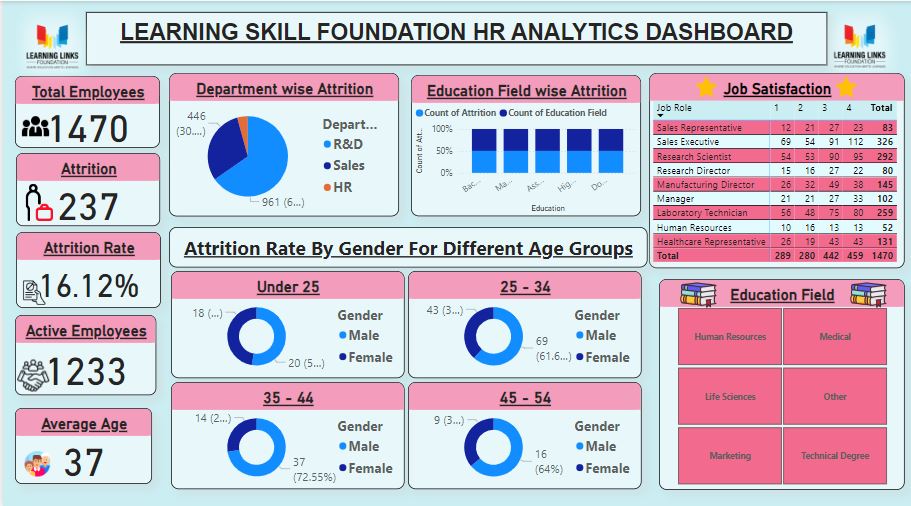 LEARNING SKILL FOUNDATION HR ANALYTICS DASHBOARD
LEARNING LINKS
FOUNDATION
LEARNING LINKS
FOUNDATION
Total Employees
1470
Attrition
237
Attrition Rate
16.12%
Active Employees
1233
Average Age
37
Department wise Attrition
446
(30....)
961 (6...)
Depart...
R&D
Sales
HR
Education Field wise Attrition
Count of Attrition Count of Education Field
Count of Att..
100%
50%
0%
Bac... Ma... Ass... Hig... Do...
Education
Job Satisfaction
Job Role 1 2 3 4 Total
Sales Representative 12 21 27 23 83
Sales Executive 69 54 91 112 326
Research Scientist 54 53 90 95 292
Research Director 15 16 27 22 80
Manufacturing Director 26 32 49 38 145
Manager 21 21 27 33 102
Laboratory Technician 56 48 75 80 259
Human Resources 10 16 13 13 52
Healthcare Representative 26 19 43 43 131
Total 289 280 442 459 1470
Attrition Rate By Gender For Different Age Groups
Under 25
18 (...)
20 (5...)
Gender
Male
Female
25 - 34
43 (3...)
69
(61.6...)
Gender
Male
Female
35 - 44
14 (2...)
37
(72.55%)
Gender
Male
Female
45 - 54
9 (3...)
16
(64%)
Gender
Male
Female
Education Field
Human Resources Medical
Life Sciences Other
Marketing Technical Degree